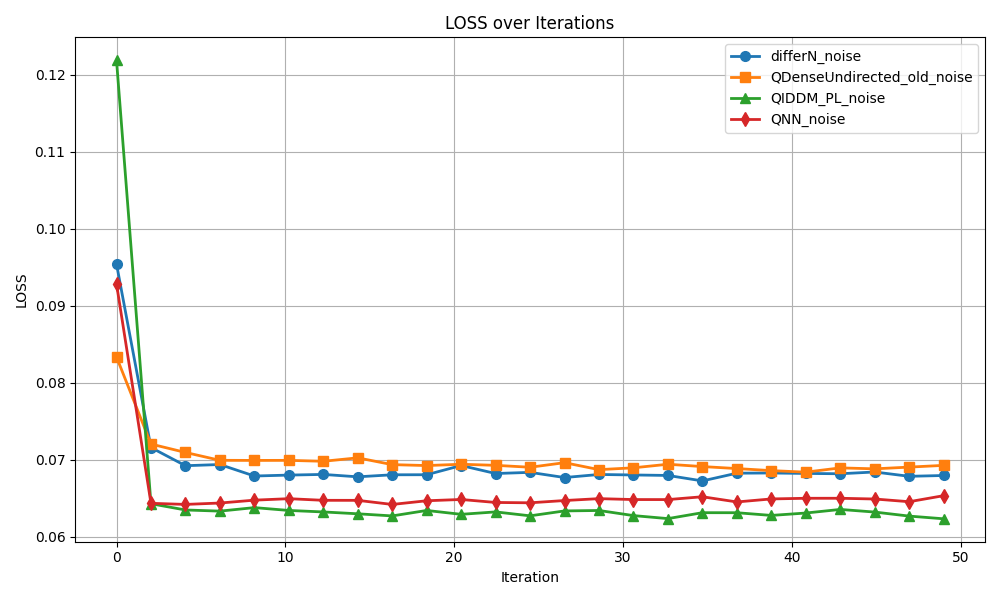 LOSS over Iterations
differN_noise
QDenseUndirected_old_noise
QIDDM_PL_noise
QNN_noise
LOSS
0.12
0.11
0.10
0.09
0.08
0.07
0.06
0 10 20 30 40 50
Iteration